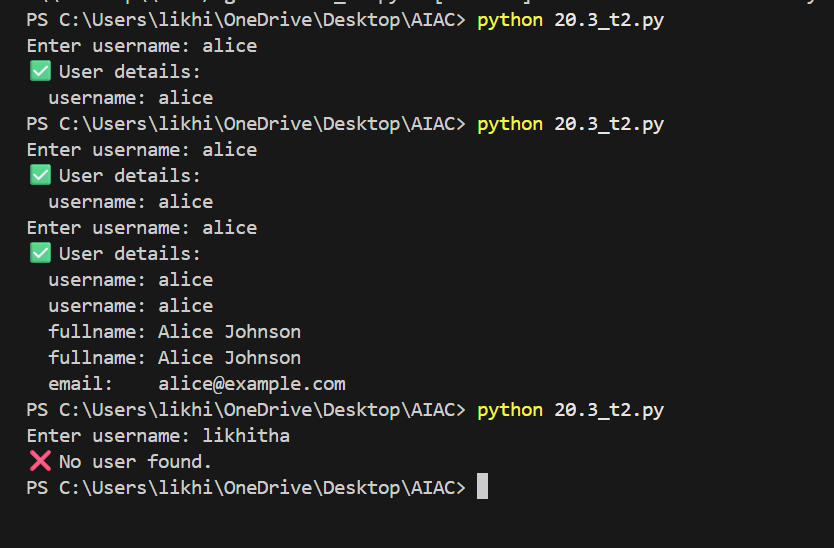 PS C:\Users\likhi\OneDrive\Desktop\AIAC> python 20.3_t2.py
Enter username: alice
✅ User details:
  username: alice
PS C:\Users\likhi\OneDrive\Desktop\AIAC> python 20.3_t2.py
Enter username: alice
✅ User details:
  username: alice
Enter username: alice
✅ User details:
  username: alice
  username: alice
  fullname: Alice Johnson
  fullname: Alice Johnson
  email:    alice@example.com
PS C:\Users\likhi\OneDrive\Desktop\AIAC> python 20.3_t2.py
Enter username: likhitha
❌ No user found.
PS C:\Users\likhi\OneDrive\Desktop\AIAC>